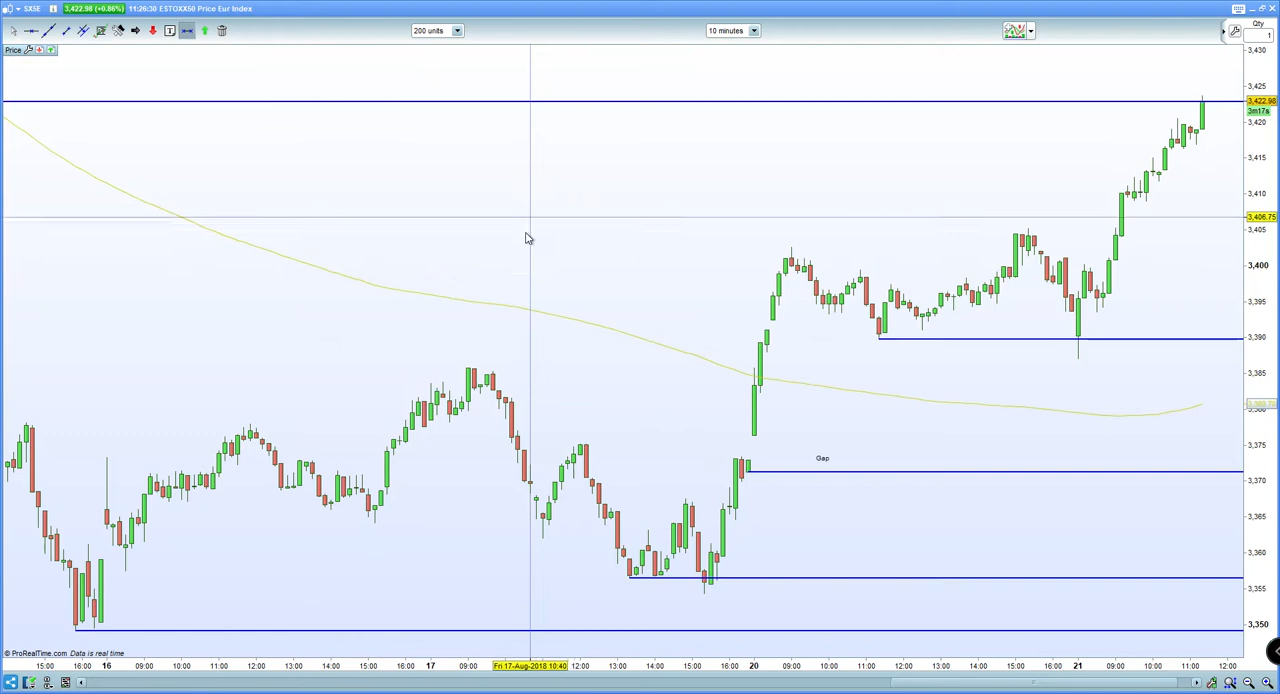 SX5E 3,422.98 (+0.86%) 11:26:30 ESTOXX50 Price Eur Index
200 units
10 minutes
Qty
1
Price
3,430
3,425
3,422.98
3m17s
3,420
3,415
3,410
3,406.75
3,405
3,400
3,395
3,390
3,385
3,380
3,375
Gap
3,370
3,365
3,360
3,355
3,350
© ProRealTime.com Data is real time
15:00 16 09:00 10:00 11:00 12:00 13:00 14:00 15:00 16:00 17 09:00 Fri 17-Aug-2018 10:40 12:00 13:00 14:00 15:00 16:00 20 09:00 10:00 11:00 12:00 13:00 14:00 15:00 16:00 21 09:00 10:00 11:00 12:00